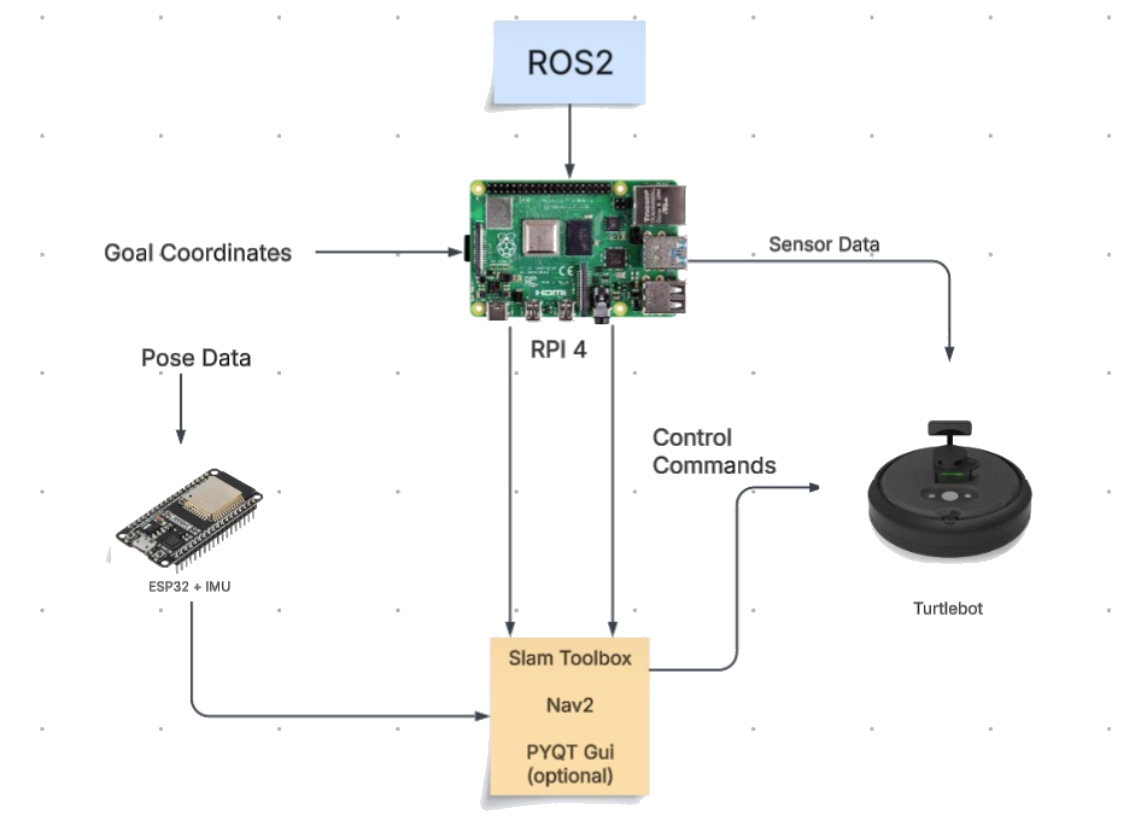 ROS2
Goal Coordinates
Sensor Data
HDMI
RPI 4
Pose Data
Control
Commands
ESP32 + IMU
Turtlebot
Slam Toolbox
Nav2
PYQT Gui
(optional)